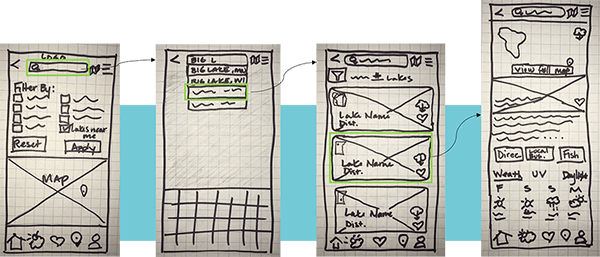 LOGO
Filter By:
Lakes near
me
Reset
Apply
MAP
BIG L
BIG LAKE, MN
BIG LAKE, WI
# Lakes
Lake Name
Dist.
Lake Name
Dist.
Lake Name
Dist.
View full map
Direc
Local
Fish
Weath
UV
Daylight
F S S M